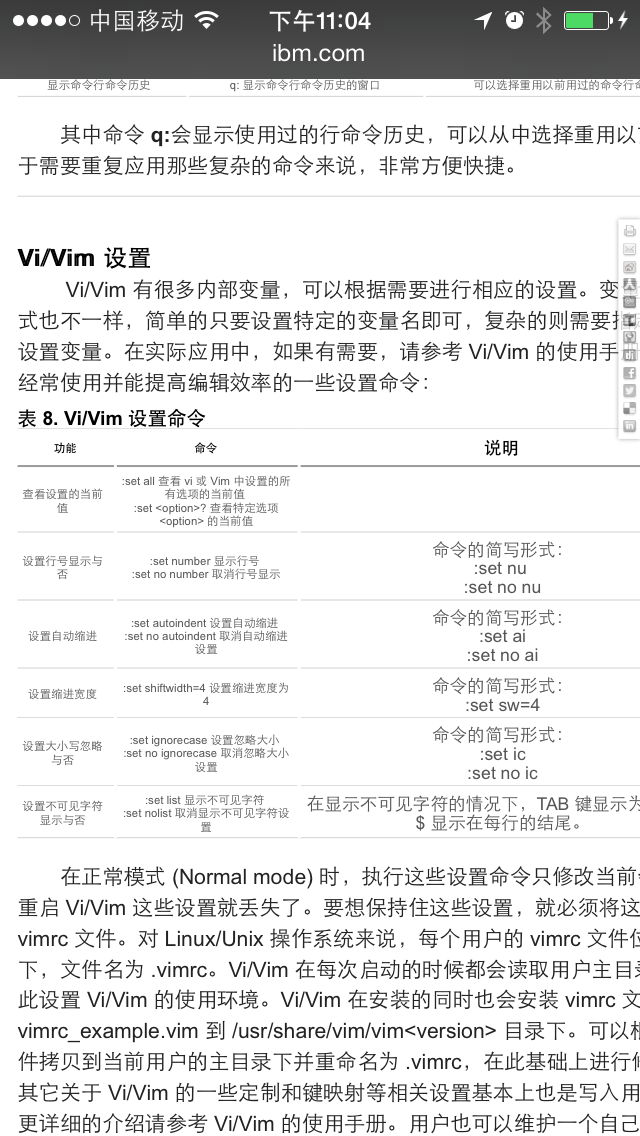 中国移动 下午11:04
ibm.com
显示命令行命令历史 q: 显示命令行命令历史的窗口 可以选择重用以前用过的命令行
其中命令 q:会显示使用过的行命令历史，可以从中选择重用以
于需要重复应用那些复杂的命令来说，非常方便快捷。
Vi/Vim 设置
Vi/Vim 有很多内部变量，可以根据需要进行相应的设置。变
式也不一样，简单的只要设置特定的变量名即可，复杂的则需要
设置变量。在实际应用中，如果有需要，请参考 Vi/Vim 的使用手
经常使用并能提高编辑效率的一些设置命令：
表 8. Vi/Vim 设置命令
功能 命令 说明
查看设置的当前
值
:set all 查看 vi 或 Vim 中设置的所
有选项的当前值
:set <option>? 查看特定选项
<option> 的当前值
设置行号显示与
否
:set number 显示行号
:set no number 取消行号显示
命令的简写形式：
:set nu
:set no nu
设置自动缩进
:set autoindent 设置自动缩进
:set no autoindent 取消自动缩进
设置
命令的简写形式：
:set ai
:set no ai
设置缩进宽度
:set shiftwidth=4 设置缩进宽度为
4
命令的简写形式：
:set sw=4
设置大小写忽略
与否
:set ignorecase 设置忽略大小
:set no ignorecase 取消忽略大小
设置
命令的简写形式：
:set ic
:set no ic
设置不可见字符
显示与否
:set list 显示不可见字符
:set nolist 取消显示不可见字符设
置
在显示不可见字符的情况下，TAB 键显示为
$ 显示在每行的结尾。
在正常模式 (Normal mode) 时，执行这些设置命令只修改当前
重启 Vi/Vim 这些设置就丢失了。要想保持住这些设置，就必须将这
vimrc 文件。对 Linux/Unix 操作系统来说，每个用户的 vimrc 文件位
下，文件名为 .vimrc。Vi/Vim 在每次启动的时候都会读取用户主目
此设置 Vi/Vim 的使用环境。Vi/Vim 在安装的同时也会安装 vimrc 文
vimrc_example.vim 到 /usr/share/vim/vim<version> 目录下。可以
件拷贝到当前用户的主目录下并重命名为 .vimrc，在此基础上进行
其它关于 Vi/Vim 的一些定制和键映射等相关设置基本上也是写入用
更详细的介绍请参考 Vi/Vim 的使用手册。用户也可以维护一个自己